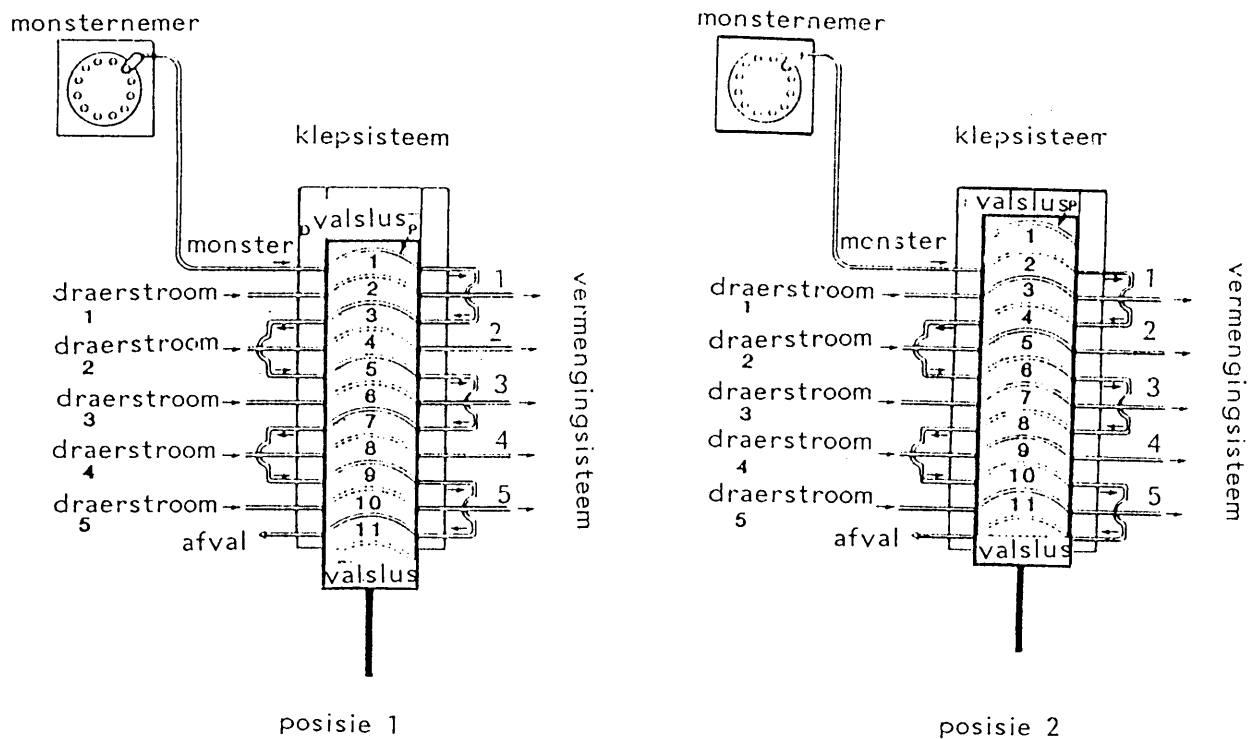 monsternemer
klepsisteem
valslus
p
monster
1
2
3
4
5
6
7
8
9
10
11
valslus
draerstroom
1
draerstroom
2
draerstroom
3
draerstroom
4
draerstroom
5
afval
1
2
3
4
5
vermengingsisteem
posisie 1
monsternemer
klepsisteem
valslus
p
monster
1
2
3
4
5
6
7
8
9
10
11
valslus
draerstroom
1
draerstroom
2
draerstroom
3
draerstroom
4
draerstroom
5
afval
1
2
3
4
5
vermengingsisteem
posisie 2